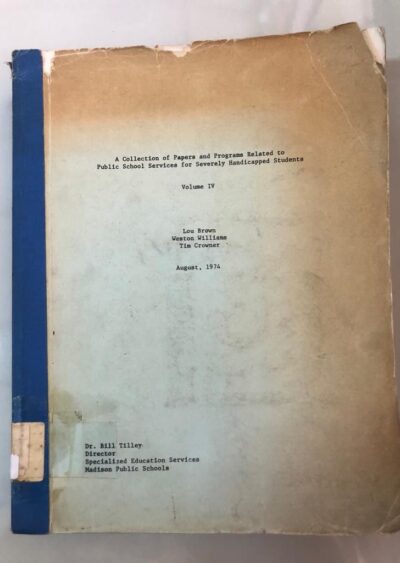 A Collection of Papers and Programs Related to
Public School Services for Severely Handicapped Students
Volume IV
Lou Brown
Weston Williams
Tim Crowner
August, 1974
Dr. Bill Tilley
Director
Specialized Education Services
Madison Public Schools